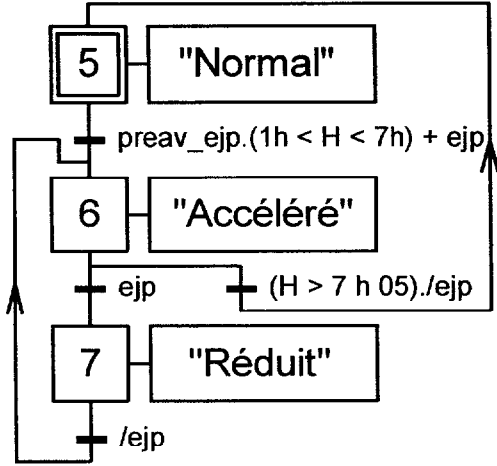 5 "Normal"
preav_ejp.(1h < H < 7h) + ejp
6 "Accéléré"
ejp (H > 7 h 05)./ejp
7 "Réduit"
/ejp